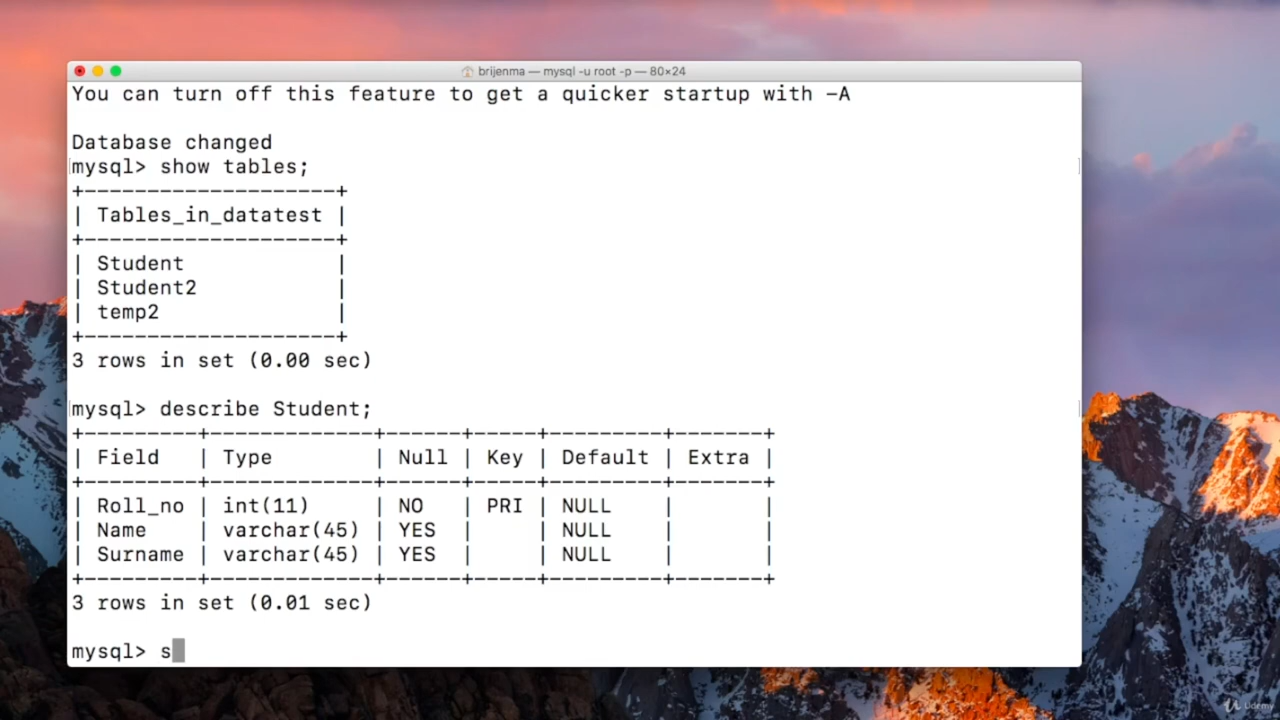 brijenma — mysql -u root -p — 80×24
You can turn off this feature to get a quicker startup with -A
Database changed
mysql> show tables;
+--------------------+
| Tables_in_datatest |
+--------------------+
| Student            |
| Student2           |
| temp2              |
+--------------------+
3 rows in set (0.00 sec)
mysql> describe Student;
+---------+-------------+------+-----+---------+-------+
| Field   | Type        | Null | Key | Default | Extra |
+---------+-------------+------+-----+---------+-------+
| Roll_no | int(11)     | NO   | PRI | NULL    |       |
| Name    | varchar(45) | YES  |     | NULL    |       |
| Surname | varchar(45) | YES  |     | NULL    |       |
+---------+-------------+------+-----+---------+-------+
3 rows in set (0.01 sec)
mysql> s
Udemy